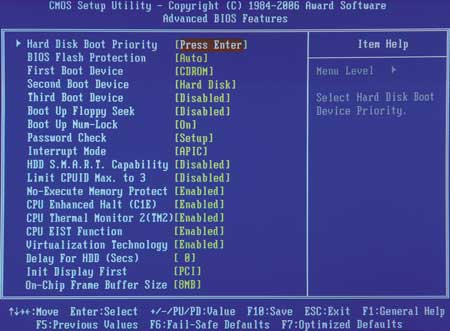 CMOS Setup Utility - Copyright (C) 1984-2006 Award Software
Advanced BIOS Features
Hard Disk Boot Priority [Press Enter]
BIOS Flash Protection [Auto]
First Boot Device [CDROM]
Second Boot Device [Hard Disk]
Third Boot Device [Disabled]
Boot Up Floppy Seek [Disabled]
Boot Up Num-Lock [On]
Password Check [Setup]
Interrupt Mode [APIC]
HDD S.M.A.R.T. Capability [Disabled]
Limit CPUID Max. to 3 [Disabled]
No-Execute Memory Protect [Enabled]
CPU Enhanced Halt (C1E) [Enabled]
CPU Thermal Monitor 2(TM2) [Enabled]
CPU EIST Function [Enabled]
Virtualization Technology [Enabled]
Delay For HDD (Secs) [ 0]
Init Display First [PCI]
On-Chip Frame Buffer Size [8MB]
Item Help
Menu Level
Select Hard Disk Boot
Device Priority.
↑↓→←:Move Enter:Select +/-/PU/PD:Value F10:Save ESC:Exit F1:General Help
F5:Previous Values F6:Fail-Safe Defaults F7:Optimized Defaults